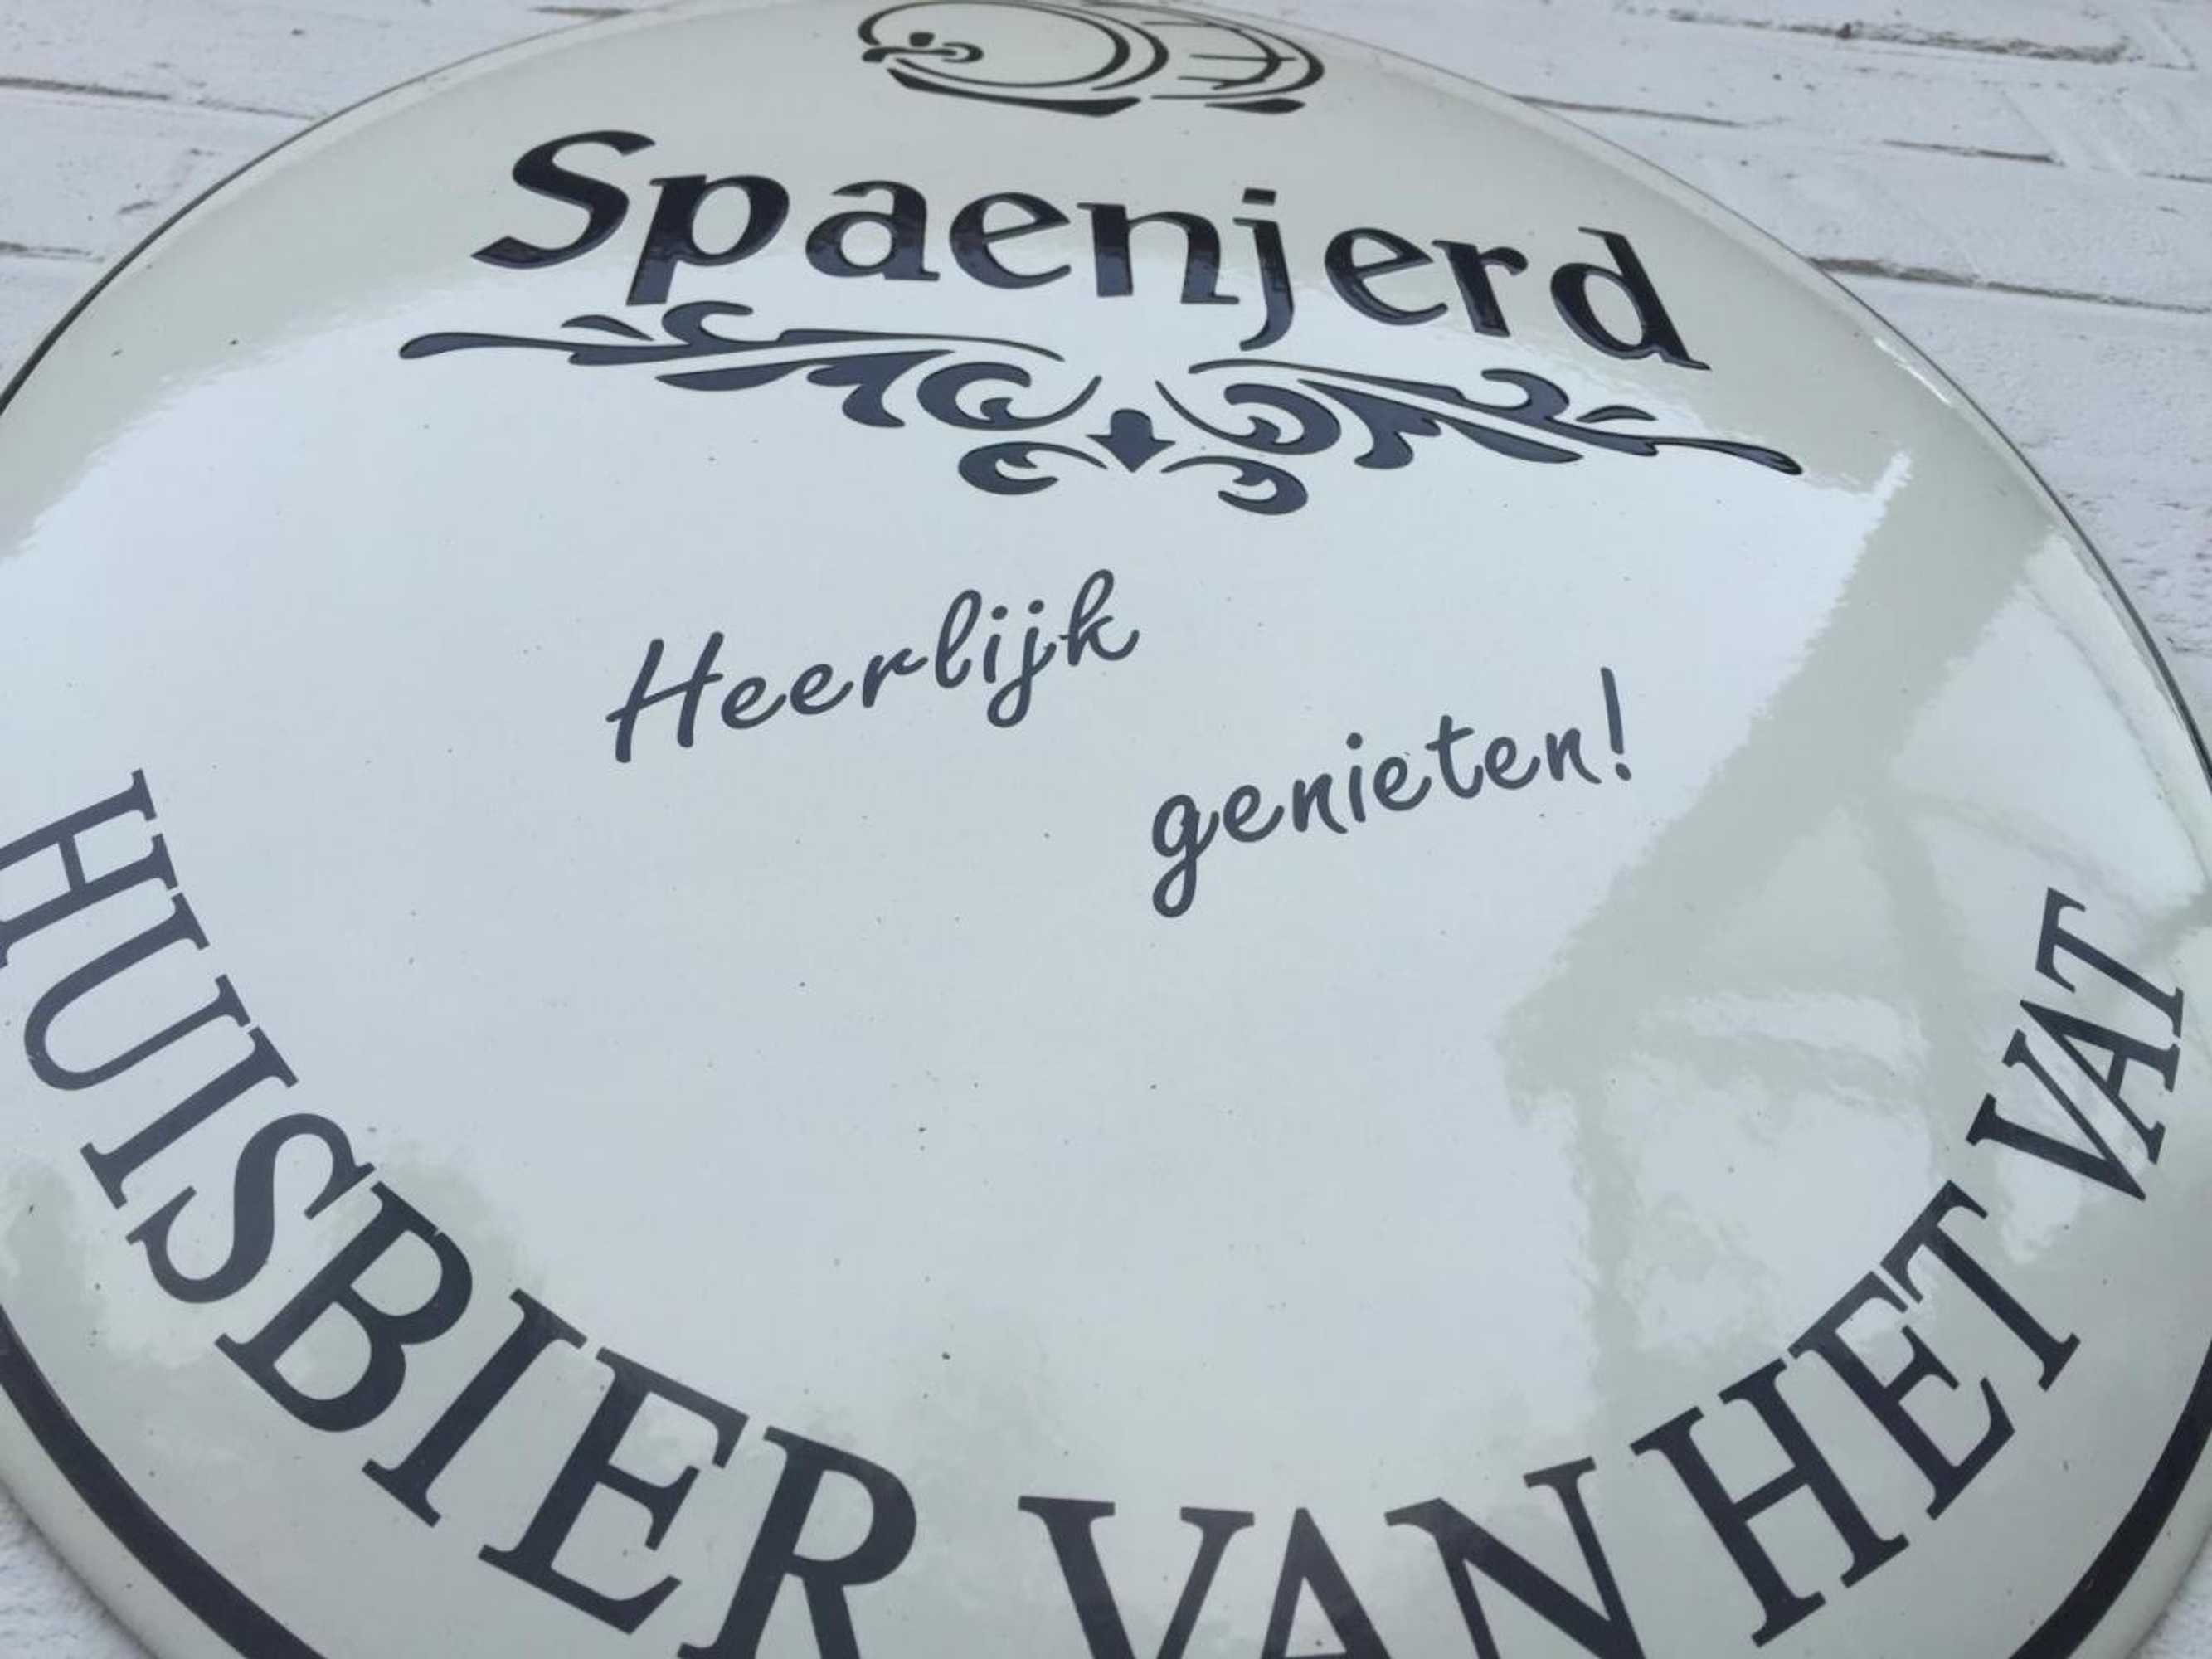 Spaenjerd
Heerlijk
genieten!
HUISBIER VAN HET VAT